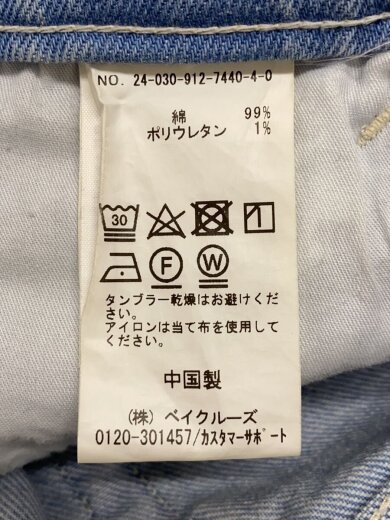 NO. 24-030-912-7440-4-0
綿 99%
ポリウレタン 1%
30
F W
タンブラー乾燥はお避けくだ
さい。
アイロンは当て布を使用して
ください。
中国製
(株) ベイクルーズ
0120-301457/カスタマーサポート